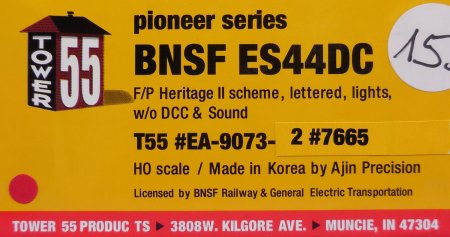 pioneer series
BNSF ES44DC
TOWER 55
F/P Heritage II scheme, lettered, lights,
w/o DCC & Sound
T55 #EA-9073- 2 #7665
HO scale / Made in Korea by Ajin Precision
Licensed by BNSF Railway & General Electric Transportation
TOWER 55 PRODUC TS ▶ 3808W. KILGORE AVE. ▶ MUNCIE, IN 47304